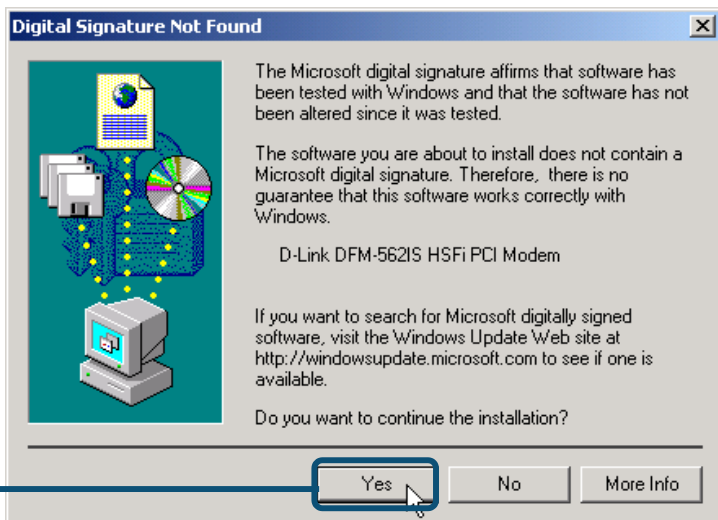 Digital Signature Not Found
The Microsoft digital signature affirms that software has
been tested with Windows and that the software has not
been altered since it was tested.
The software you are about to install does not contain a
Microsoft digital signature. Therefore, there is no
guarantee that this software works correctly with
Windows.
D-Link DFM-562IS HSFi PCI Modem
If you want to search for Microsoft digitally signed
software, visit the Windows Update Web site at
http://windowsupdate.microsoft.com to see if one is
available.
Do you want to continue the installation?
Yes
No
More Info